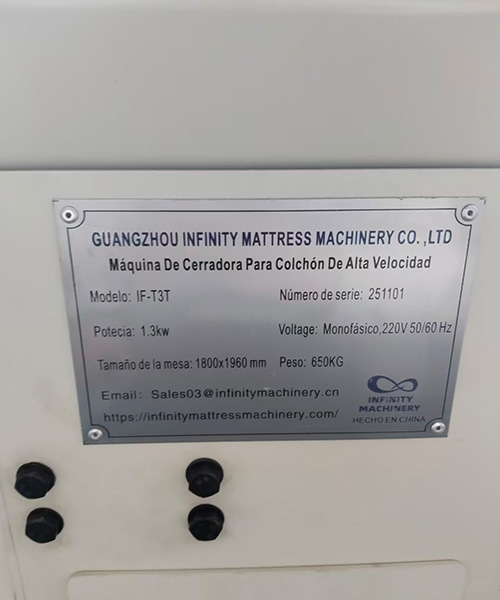 GUANGZHOU INFINITY MATTRESS MACHINERY CO. ,LTD
Máquina De Cerradora Para Colchón De Alta Velocidad
Modelo: IF-T3T Número de serie: 251101
Potecia: 1.3kw Voltage: Monofásico,220V 50/60 Hz
Tamaño de la mesa: 1800x1960 mm Peso: 650KG
Email: Sales03@infinitymachinery.cn
https://infinitymattressmachinery.com/
INFINITY
MACHINERY
HECHO EN CHINA